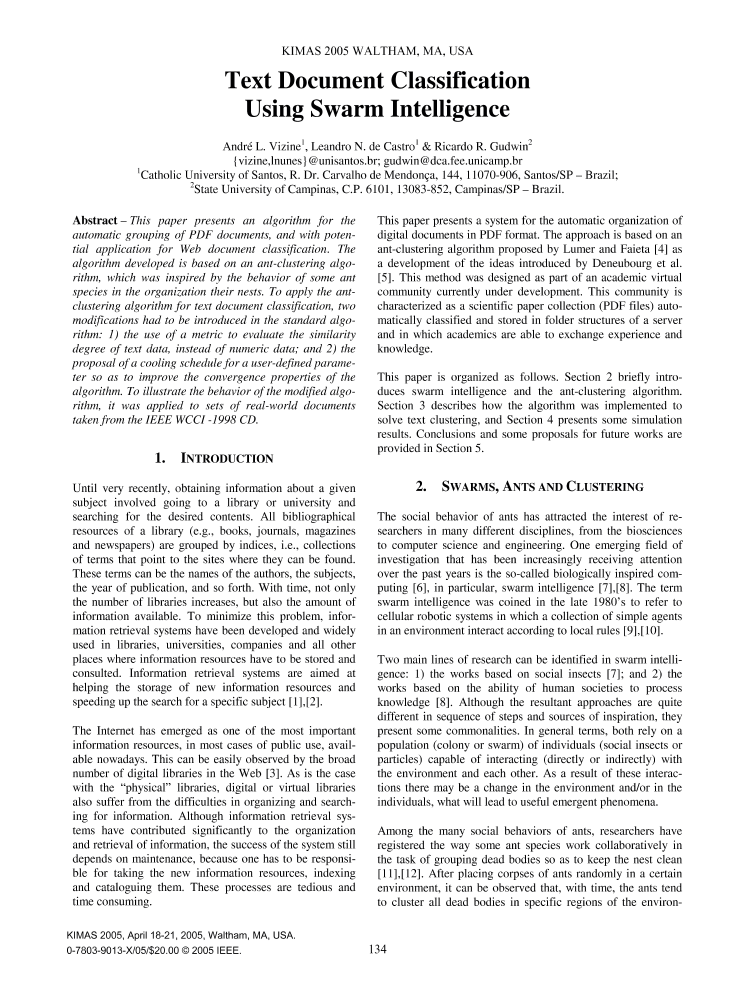 KIMAS 2005 WALTHAM, MA, USA
Text Document Classification
Using Swarm Intelligence
André L. Vizine1, Leandro N. de Castro1 & Ricardo R. Gudwin2
{vizine,lnunes}@unisantos.br; gudwin@dca.fee.unicamp.br
1Catholic University of Santos, R. Dr. Carvalho de Mendonça, 144, 11070-906, Santos/SP – Brazil;
2State University of Campinas, C.P. 6101, 13083-852, Campinas/SP – Brazil.
Abstract – This paper presents an algorithm for the
automatic grouping of PDF documents, and with poten-
tial application for Web document classification. The
algorithm developed is based on an ant-clustering algo-
rithm, which was inspired by the behavior of some ant
species in the organization their nests. To apply the ant-
clustering algorithm for text document classification, two
modifications had to be introduced in the standard algo-
rithm: 1) the use of a metric to evaluate the similarity
degree of text data, instead of numeric data; and 2) the
proposal of a cooling schedule for a user-defined parame-
ter so as to improve the convergence properties of the
algorithm. To illustrate the behavior of the modified algo-
rithm, it was applied to sets of real-world documents
taken from the IEEE WCCI -1998 CD.
1. INTRODUCTION
Until very recently, obtaining information about a given
subject involved going to a library or university and
searching for the desired contents. All bibliographical
resources of a library (e.g., books, journals, magazines
and newspapers) are grouped by indices, i.e., collections
of terms that point to the sites where they can be found.
These terms can be the names of the authors, the subjects,
the year of publication, and so forth. With time, not only
the number of libraries increases, but also the amount of
information available. To minimize this problem, infor-
mation retrieval systems have been developed and widely
used in libraries, universities, companies and all other
places where information resources have to be stored and
consulted. Information retrieval systems are aimed at
helping the storage of new information resources and
speeding up the search for a specific subject [1],[2].
The Internet has emerged as one of the most important
information resources, in most cases of public use, avail-
able nowadays. This can be easily observed by the broad
number of digital libraries in the Web [3]. As is the case
with the “physical” libraries, digital or virtual libraries
also suffer from the difficulties in organizing and search-
ing for information. Although information retrieval sys-
tems have contributed significantly to the organization
and retrieval of information, the success of the system still
depends on maintenance, because one has to be responsi-
ble for taking the new information resources, indexing
and cataloguing them. These processes are tedious and
time consuming.
This paper presents a system for the automatic organization of
digital documents in PDF format. The approach is based on an
ant-clustering algorithm proposed by Lumer and Faieta [4] as
a development of the ideas introduced by Deneubourg et al.
[5]. This method was designed as part of an academic virtual
community currently under development. This community is
characterized as a scientific paper collection (PDF files) auto-
matically classified and stored in folder structures of a server
and in which academics are able to exchange experience and
knowledge.
This paper is organized as follows. Section 2 briefly intro-
duces swarm intelligence and the ant-clustering algorithm.
Section 3 describes how the algorithm was implemented to
solve text clustering, and Section 4 presents some simulation
results. Conclusions and some proposals for future works are
provided in Section 5.
2. SWARMS, ANTS AND CLUSTERING
The social behavior of ants has attracted the interest of re-
searchers in many different disciplines, from the biosciences
to computer science and engineering. One emerging field of
investigation that has been increasingly receiving attention
over the past years is the so-called biologically inspired com-
puting [6], in particular, swarm intelligence [7],[8]. The term
swarm intelligence was coined in the late 1980’s to refer to
cellular robotic systems in which a collection of simple agents
in an environment interact according to local rules [9],[10].
Two main lines of research can be identified in swarm intelli-
gence: 1) the works based on social insects [7]; and 2) the
works based on the ability of human societies to process
knowledge [8]. Although the resultant approaches are quite
different in sequence of steps and sources of inspiration, they
present some commonalities. In general terms, both rely on a
population (colony or swarm) of individuals (social insects or
particles) capable of interacting (directly or indirectly) with
the environment and each other. As a result of these interac-
tions there may be a change in the environment and/or in the
individuals, what will lead to useful emergent phenomena.
Among the many social behaviors of ants, researchers have
registered the way some ant species work collaboratively in
the task of grouping dead bodies so as to keep the nest clean
[11],[12]. After placing corpses of ants randomly in a certain
environment, it can be observed that, with time, the ants tend
to cluster all dead bodies in specific regions of the environ-
KIMAS 2005, April 18-21, 2005, Waltham, MA, USA.
0-7803-9013-X/05/$20.00 © 2005 IEEE.
134